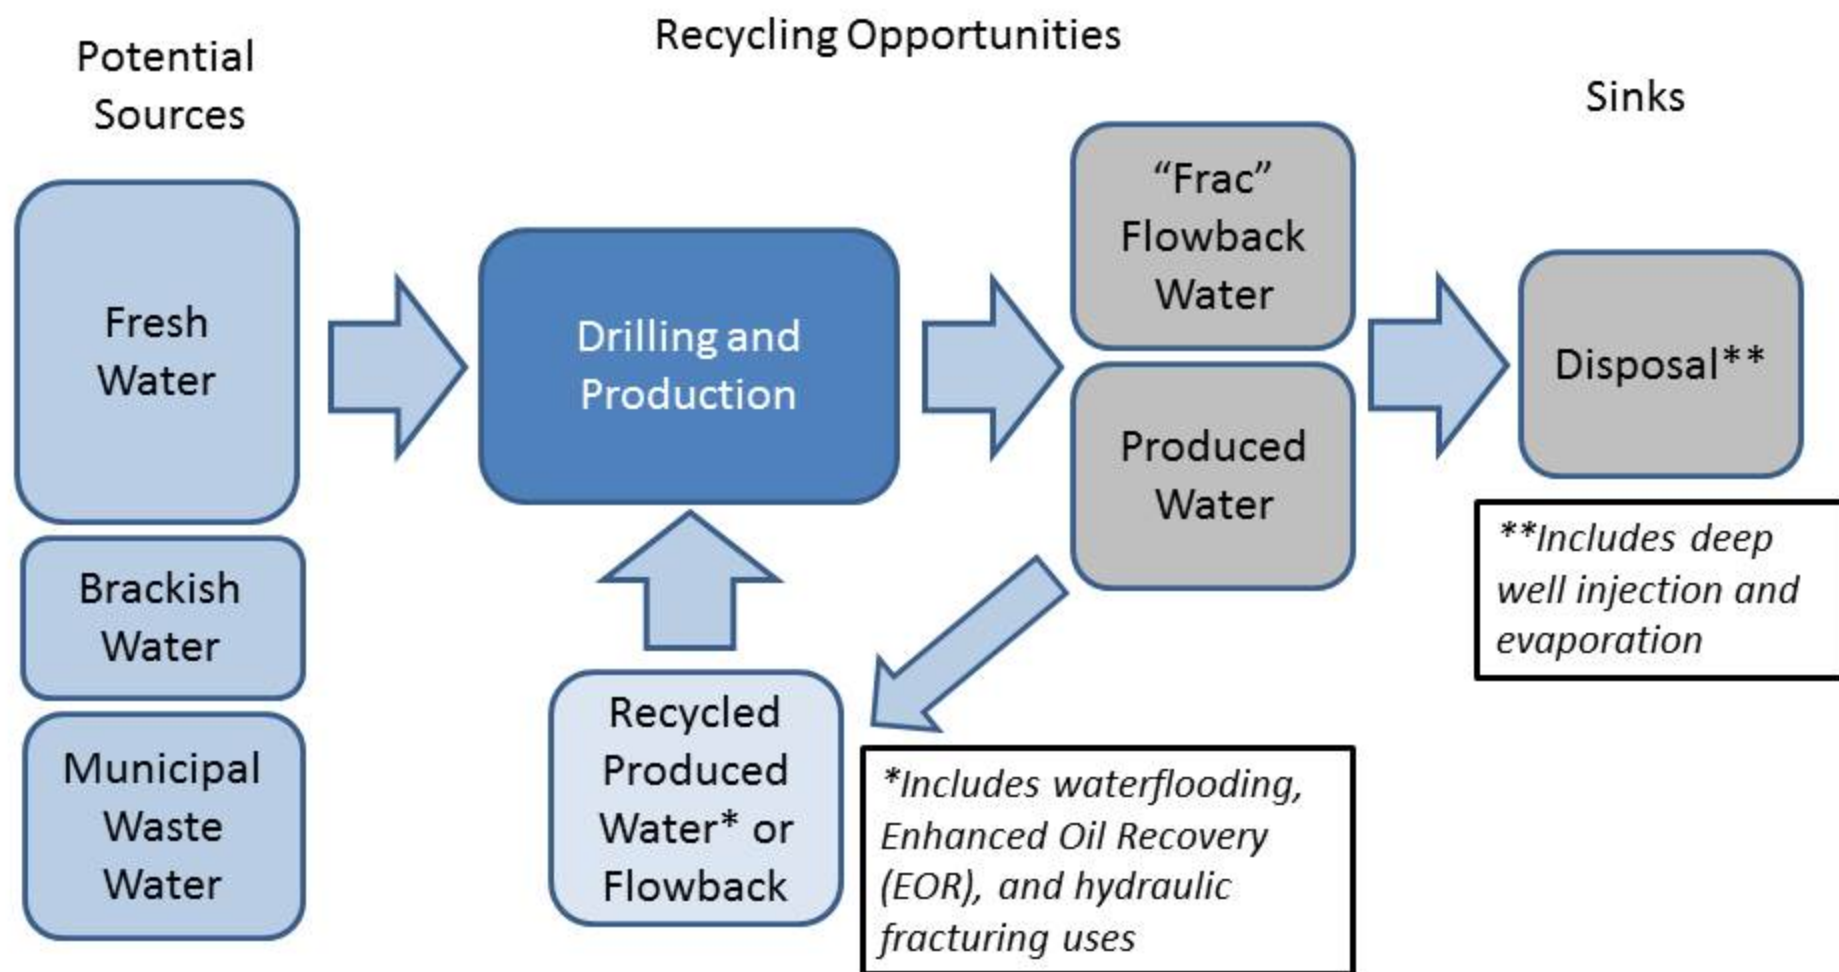 Potential
Sources
Recycling Opportunities
Sinks
Fresh
Water
Brackish
Water
Municipal
Waste
Water
Drilling and
Production
Recycled
Produced
Water* or
Flowback
*Includes waterflooding,
Enhanced Oil Recovery
(EOR), and hydraulic
fracturing uses
“Frac”
Flowback
Water
Produced
Water
Disposal**
**Includes deep
well injection and
evaporation